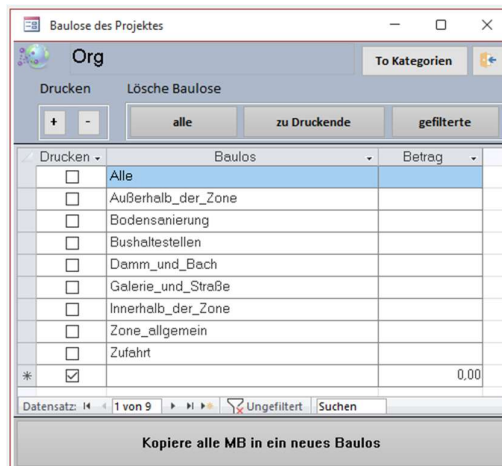 Baulose des Projektes
Org
To Kategorien
Drucken
Lösche Baulose
+ - alle zu Druckende gefilterte
Drucken Baulos Betrag
Alle
Außerhalb_der_Zone
Bodensanierung
Bushaltestellen
Damm_und_Bach
Galerie_und_Straße
Innerhalb_der_Zone
Zone_allgemein
Zufahrt
* 0,00
Datensatz: 1 von 9 Ungefiltert Suchen
Kopiere alle MB in ein neues Baulos